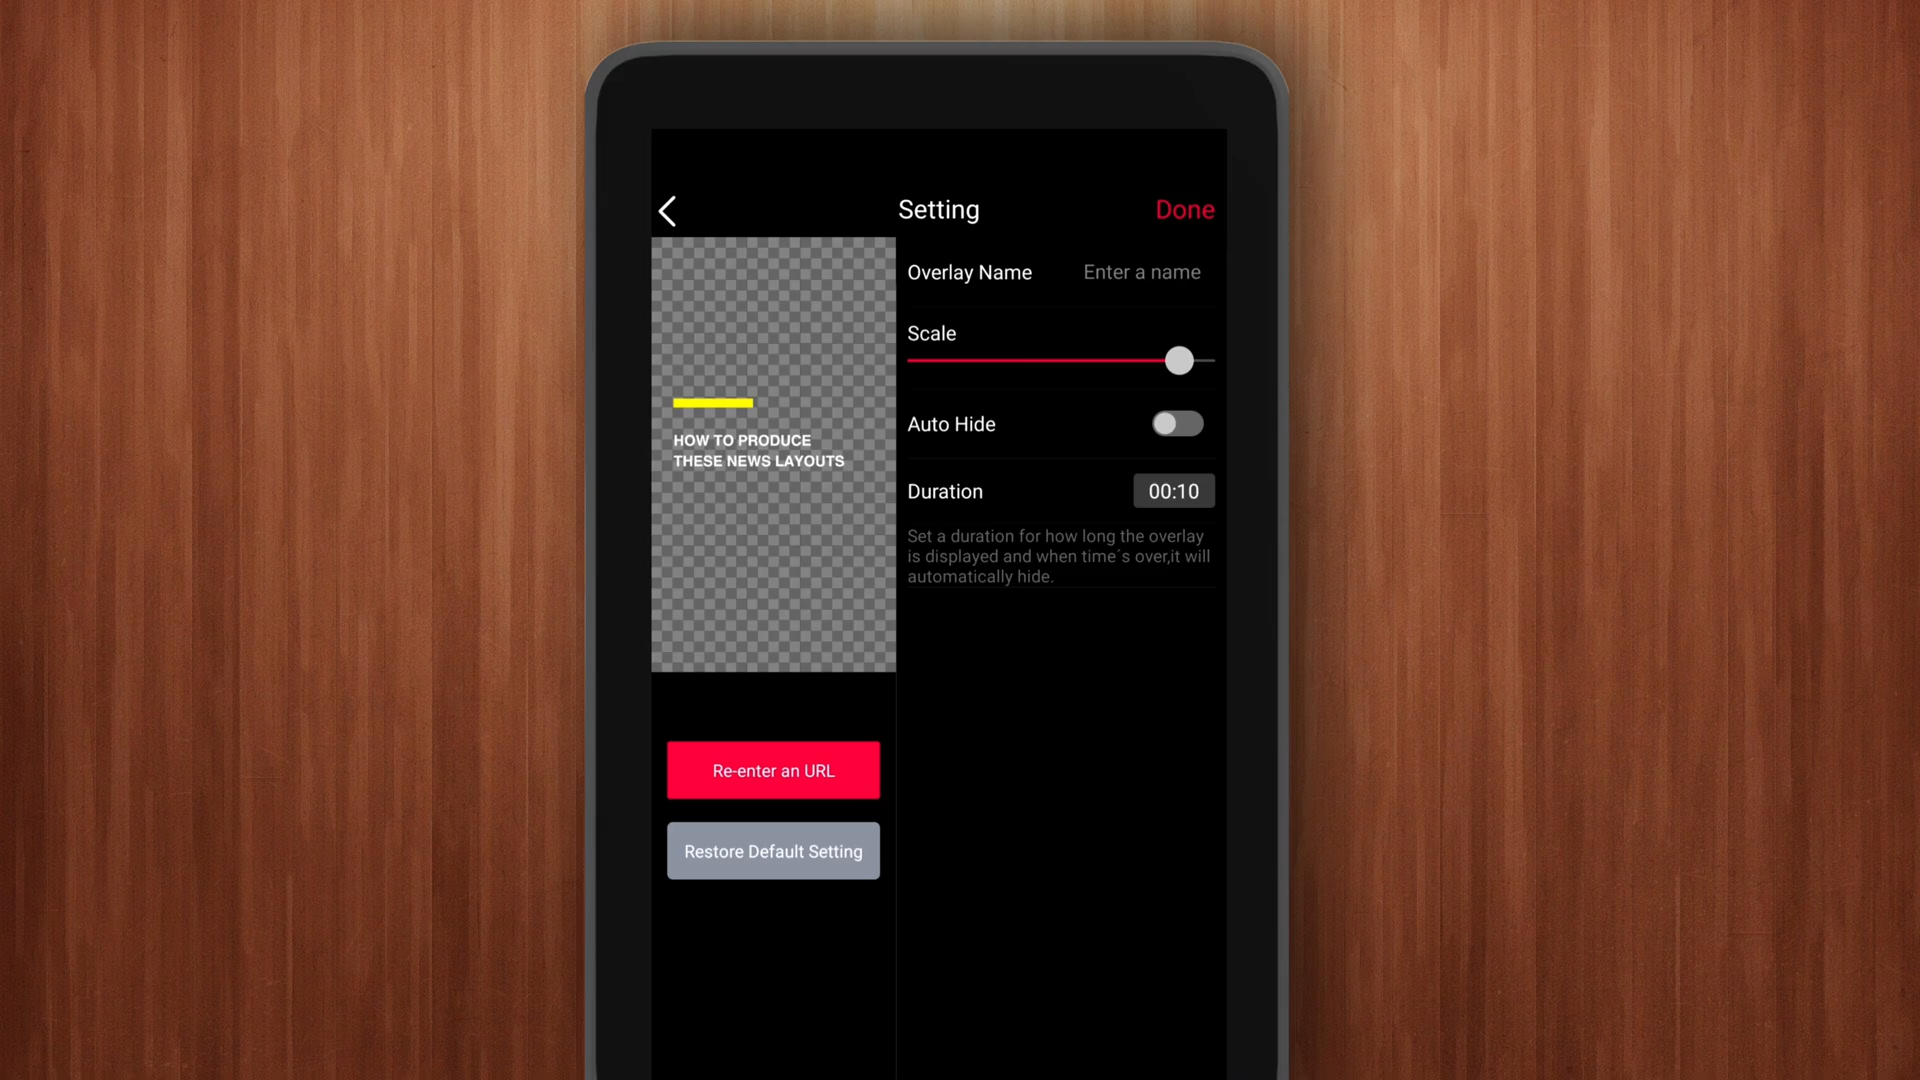 Setting
Done
HOW TO PRODUCE
THESE NEWS LAYOUTS
Re-enter an URL
Restore Default Setting
Overlay Name
Enter a name
Scale
Auto Hide
Duration
00:10
Set a duration for how long the overlay
is displayed and when time´s over,it will
automatically hide.